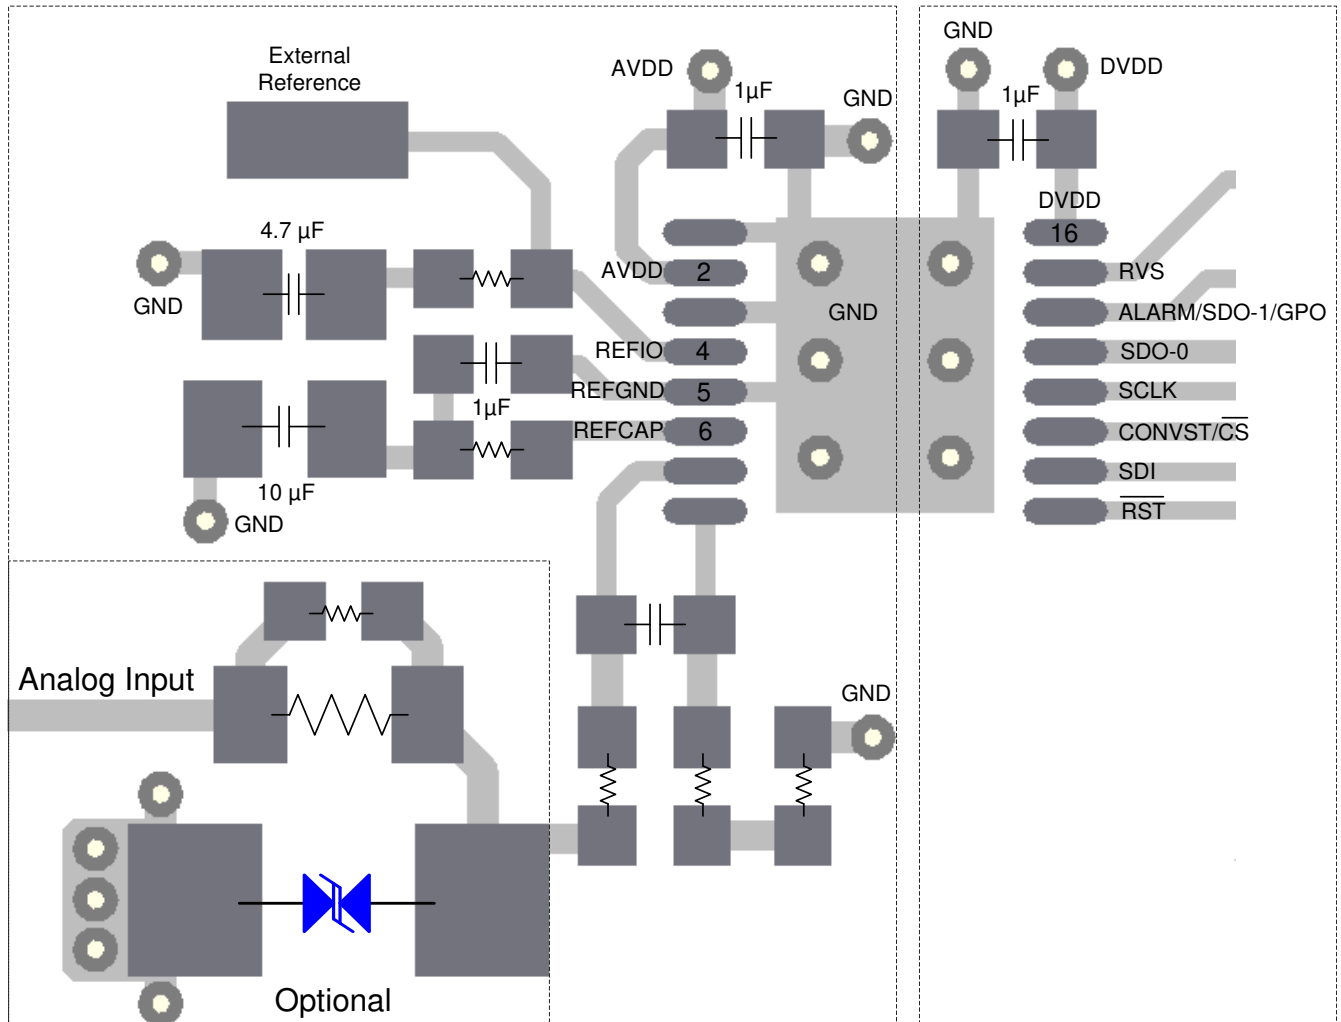 External
Reference
AVDD
1µF
GND
GND
1µF
DVDD
4.7 µF
GND
AVDD
2
REFIO
4
REFGND
5
1µF
REFCAP
6
10 µF
GND
GND
DVDD
16
RVS
ALARM/SDO-1/GPO
SDO-0
SCLK
CONVST/CS
SDI
RST
Analog Input
GND
Optional